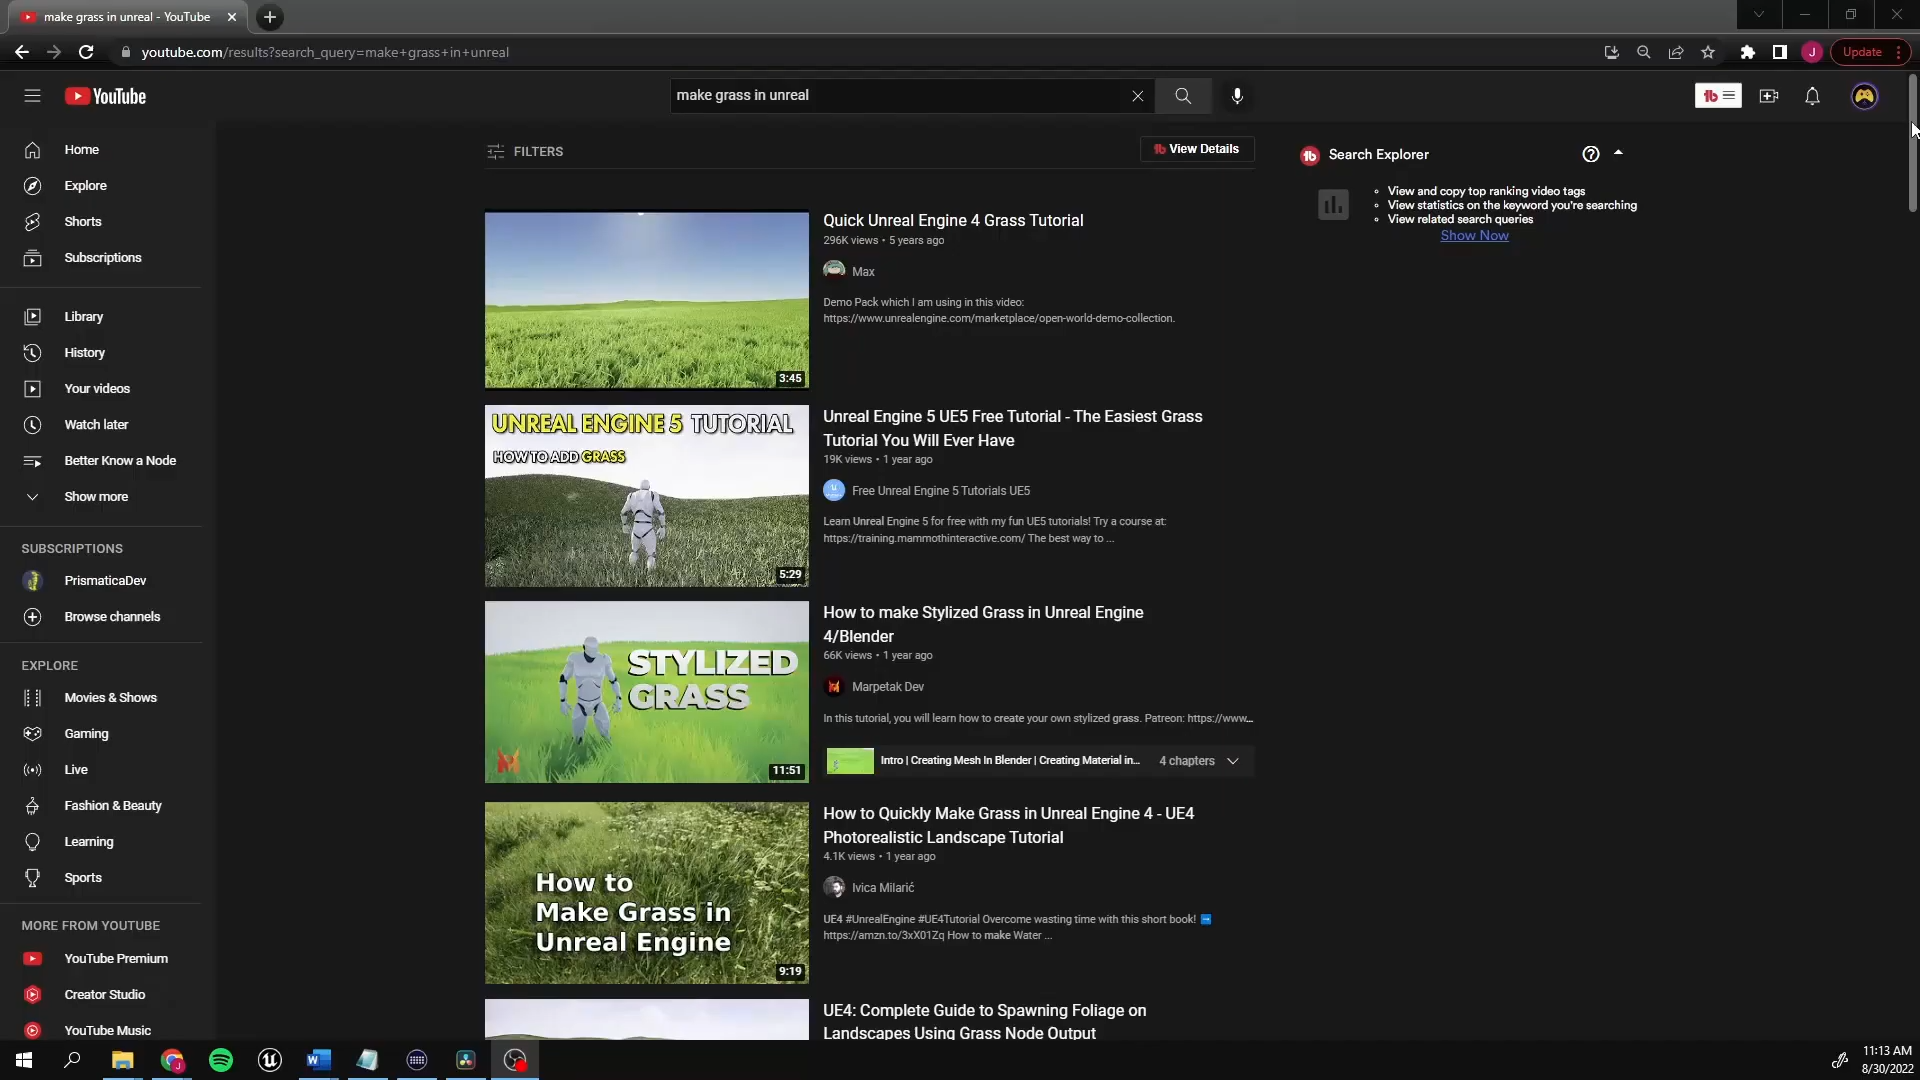 make grass in unreal - YouTube
youtube.com/results?search_query=make+grass+in+unreal
J
Update
YouTube
make grass in unreal
Home
Explore
Shorts
Subscriptions
Library
History
Your videos
Watch later
Better Know a Node
Show more
SUBSCRIPTIONS
PrismaticaDev
Browse channels
EXPLORE
Movies & Shows
Gaming
Live
Fashion & Beauty
Learning
Sports
MORE FROM YOUTUBE
YouTube Premium
Creator Studio
YouTube Music
FILTERS
View Details
3:45
Quick Unreal Engine 4 Grass Tutorial
296K views • 5 years ago
Max
Demo Pack which I am using in this video:
https://www.unrealengine.com/marketplace/open-world-demo-collection.
UNREAL ENGINE 5 TUTORIAL
HOW TO ADD GRASS
5:29
Unreal Engine 5 UE5 Free Tutorial - The Easiest Grass
Tutorial You Will Ever Have
19K views • 1 year ago
Free Unreal Engine 5 Tutorials UE5
Learn Unreal Engine 5 for free with my fun UE5 tutorials! Try a course at:
https://training.mammothinteractive.com/ The best way to ...
STYLIZED
GRASS
11:51
How to make Stylized Grass in Unreal Engine
4/Blender
66K views • 1 year ago
Marpetak Dev
In this tutorial, you will learn how to create your own stylized grass. Patreon: https://www...
Intro | Creating Mesh In Blender | Creating Material in...
4 chapters
How to
Make Grass in
Unreal Engine
9:19
How to Quickly Make Grass in Unreal Engine 4 - UE4
Photorealistic Landscape Tutorial
4.1K views • 1 year ago
Ivica Milarić
UE4 #UnrealEngine #UE4Tutorial Overcome wasting time with this short book!
https://amzn.to/3xX01Zq How to make Water ...
UE4: Complete Guide to Spawning Foliage on
Landscapes Using Grass Node Output
Search Explorer
• View and copy top ranking video tags
• View statistics on the keyword you're searching
• View related search queries
Show Now
11:13 AM
8/30/2022